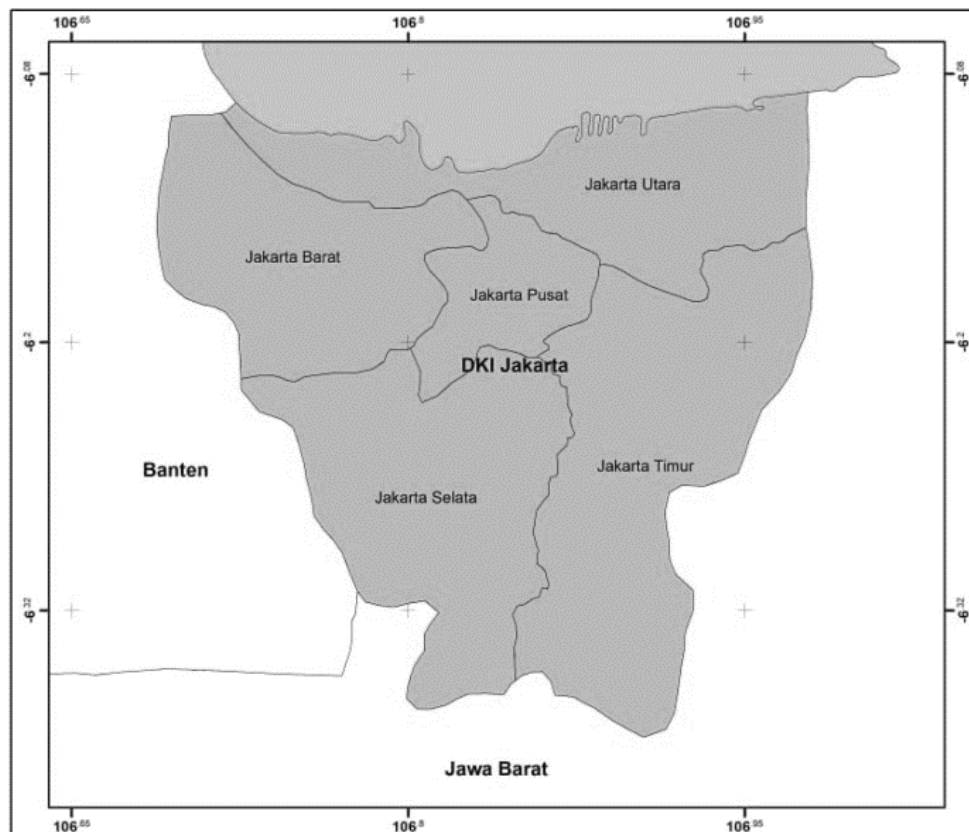 106.65 106.8 106.95
-6.08 -6.08
Jakarta Utara
Jakarta Barat
Jakarta Pusat
-6.2 -6.2
DKI Jakarta
Banten
Jakarta Timur
Jakarta Selata
-6.32 -6.32
Jawa Barat
106.65 106.8 106.95